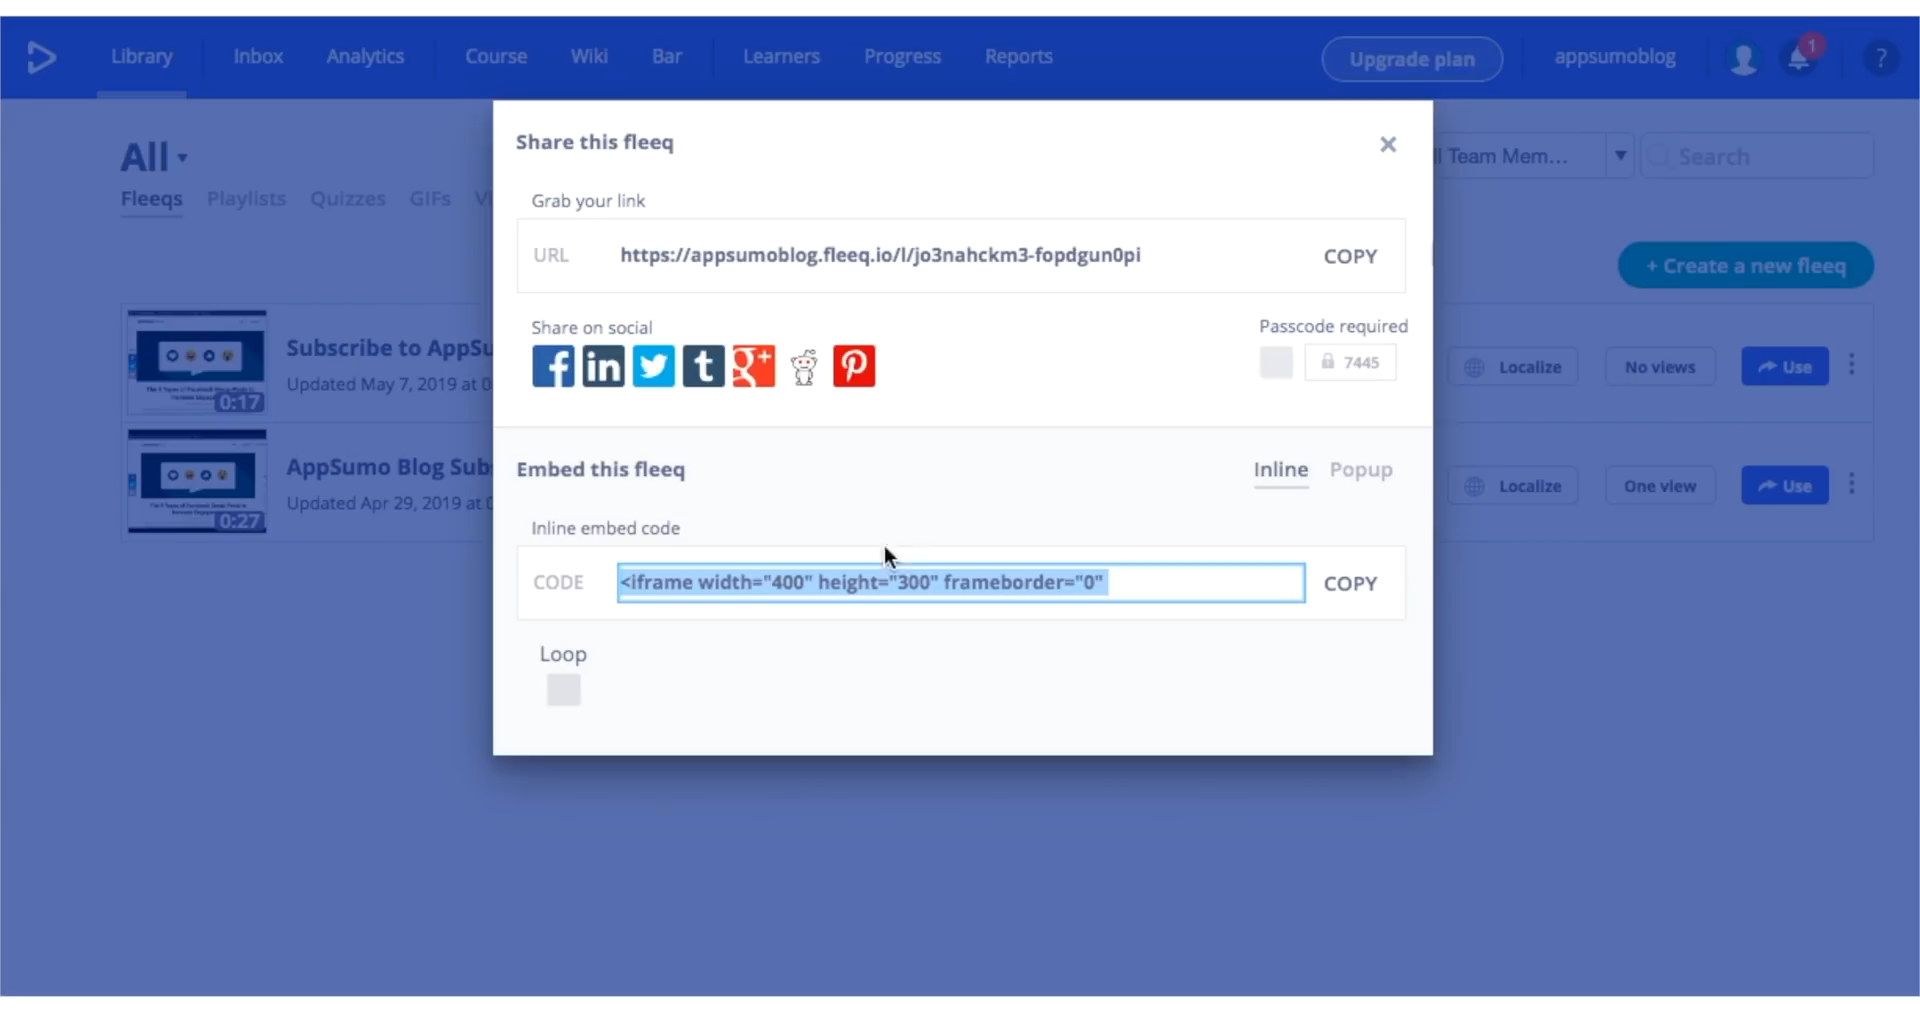 Library Inbox Analytics Course Wiki Bar Learners Progress Reports Upgrade plan appsumoblog 1 ?
Share this fleeq
All
Team Mem...
Search
Fleeqs Playlists Quizzes GIFs
Grab your link
URL https://appsumoblog.fleeq.io/l/jo3nahckm3-fopdgun0pi COPY
+ Create a new fleeq
Share on social
Passcode required
7445
Subscribe to AppSu
Updated May 7, 2019 at 0
0:17
Localize No views Use
Embed this fleeq
Inline Popup
AppSumo Blog Sub
Updated Apr 29, 2019 at
0:27
Localize One view Use
Inline embed code
CODE <iframe width="400" height="300" frameborder="0" COPY
Loop